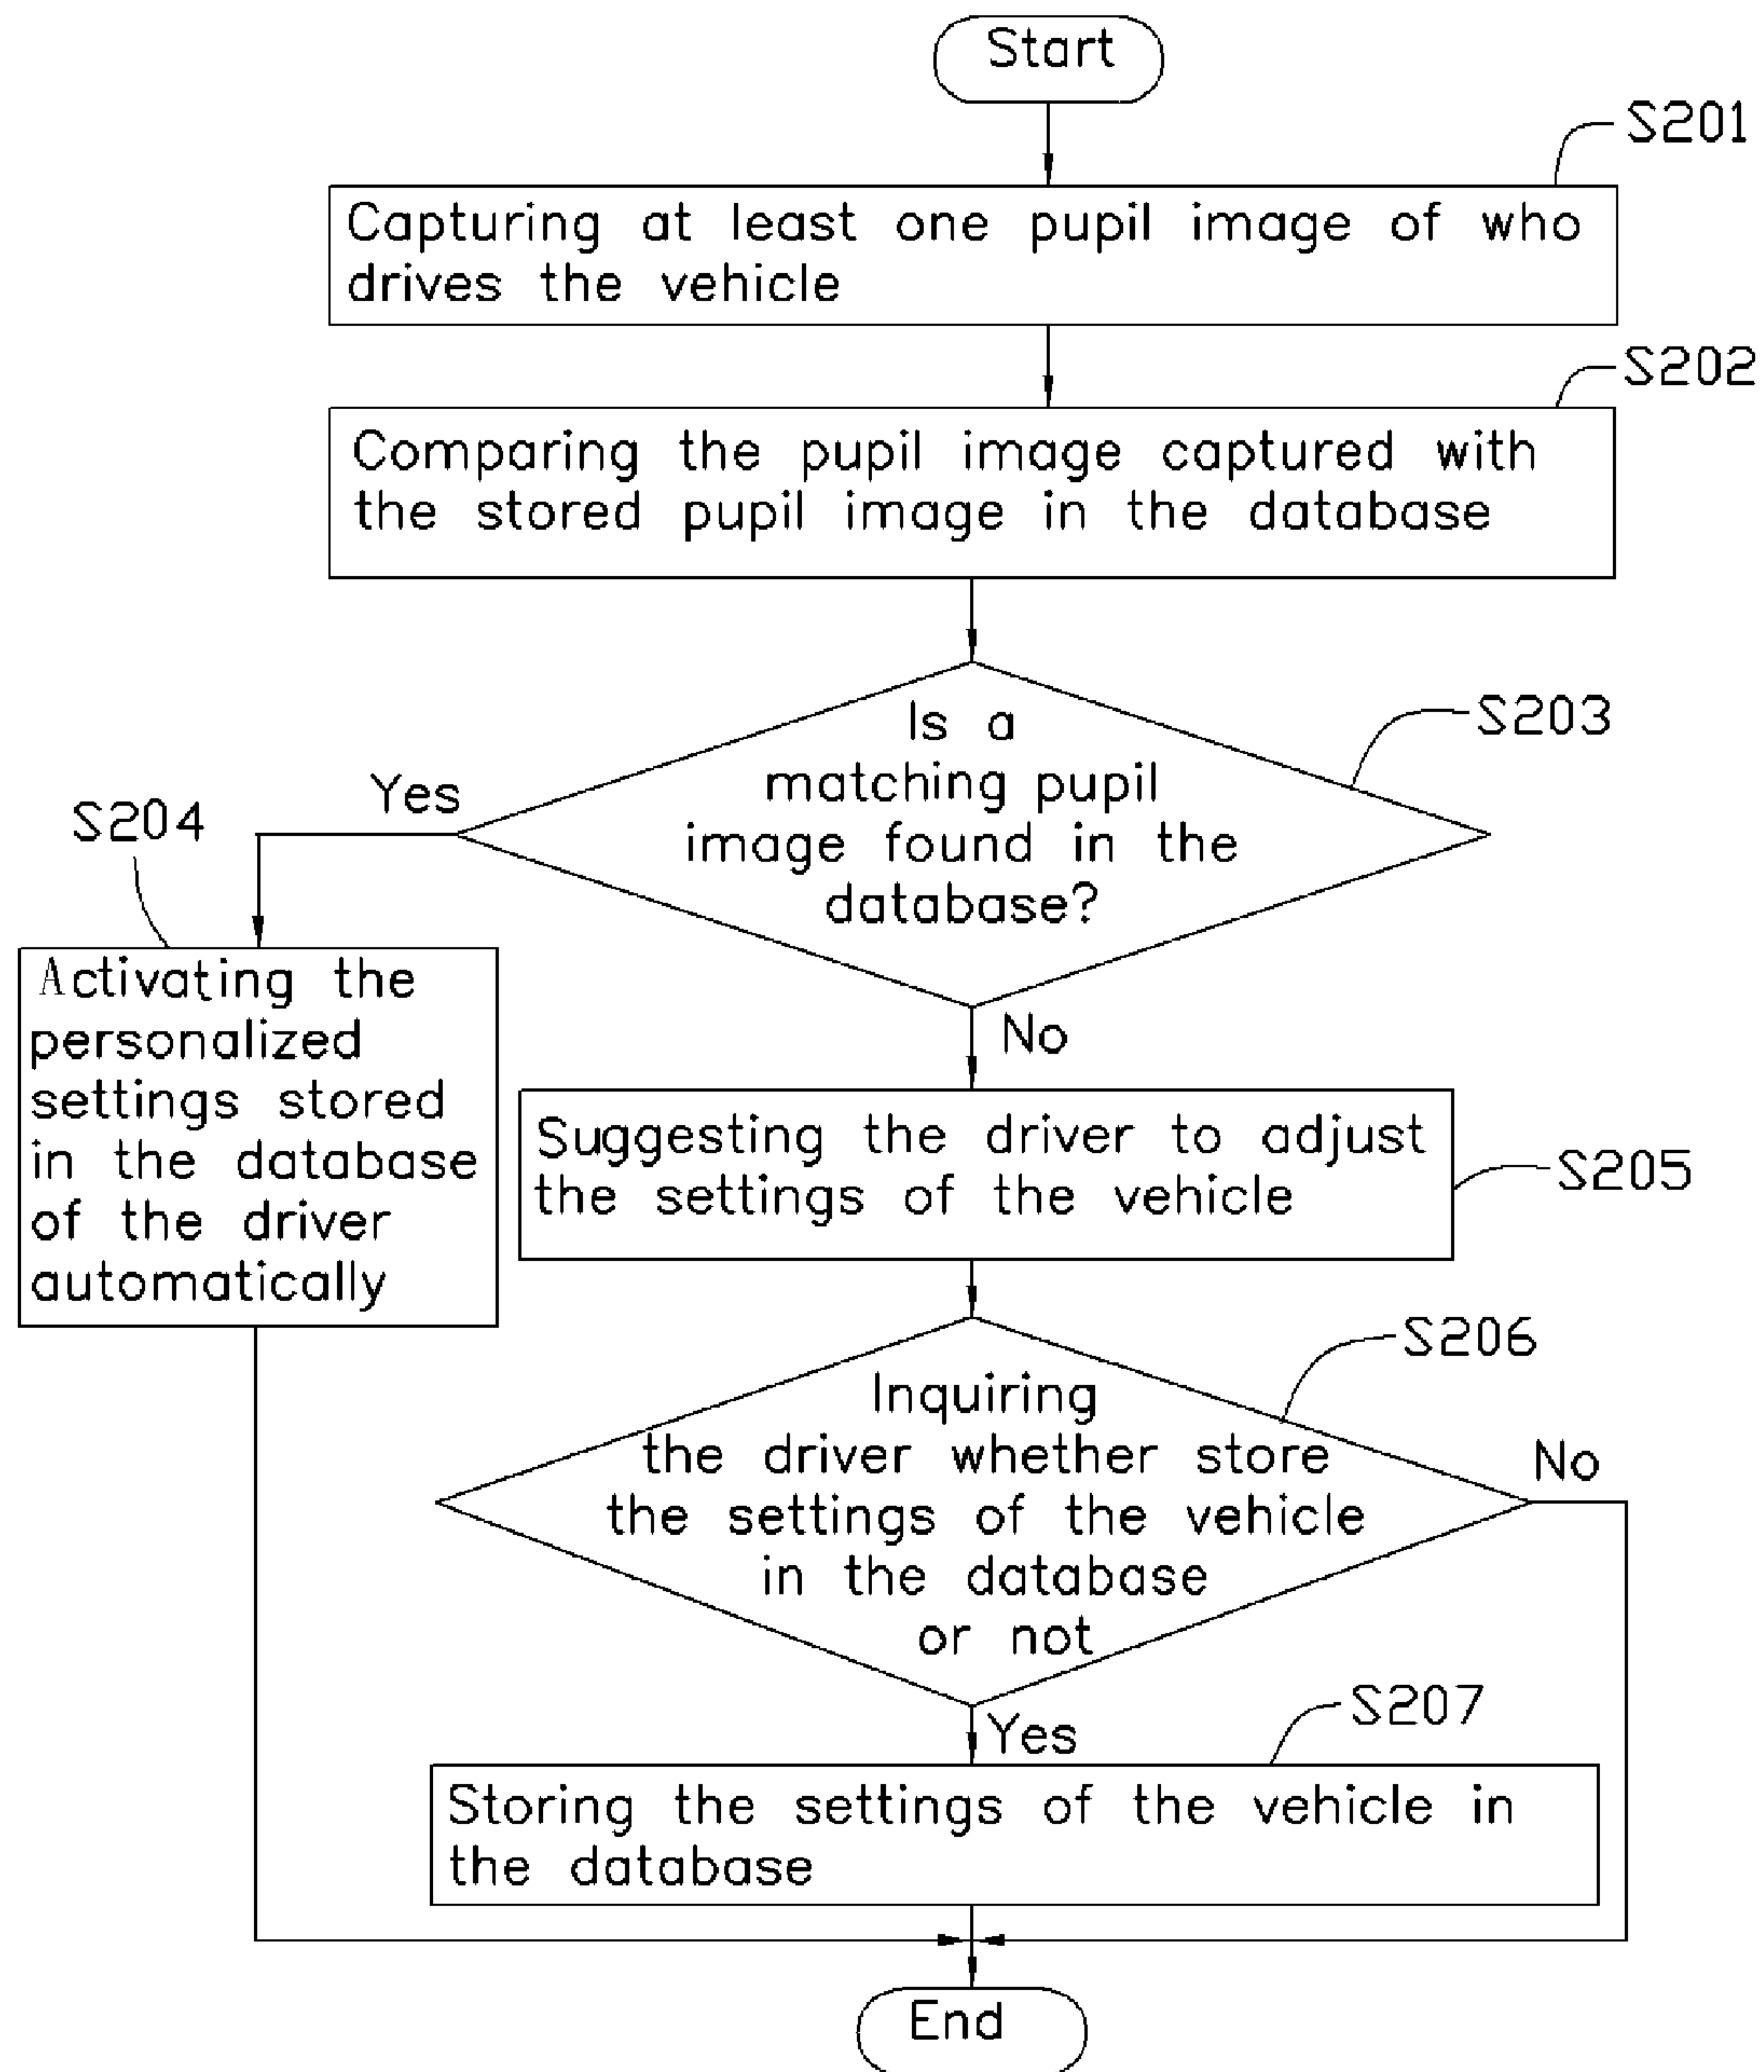 Start
S201
Capturing at least one pupil image of who
drives the vehicle
S202
Comparing the pupil image captured with
the stored pupil image in the database
S203
Is a
matching pupil
image found in the
database?
Yes
S204
Activating the
personalized
settings stored
in the database
of the driver
automatically
No
Suggesting the driver to adjust
the settings of the vehicle
S205
S206
Inquiring
the driver whether store
the settings of the vehicle
in the database
or not
No
Yes
S207
Storing the settings of the vehicle in
the database
End